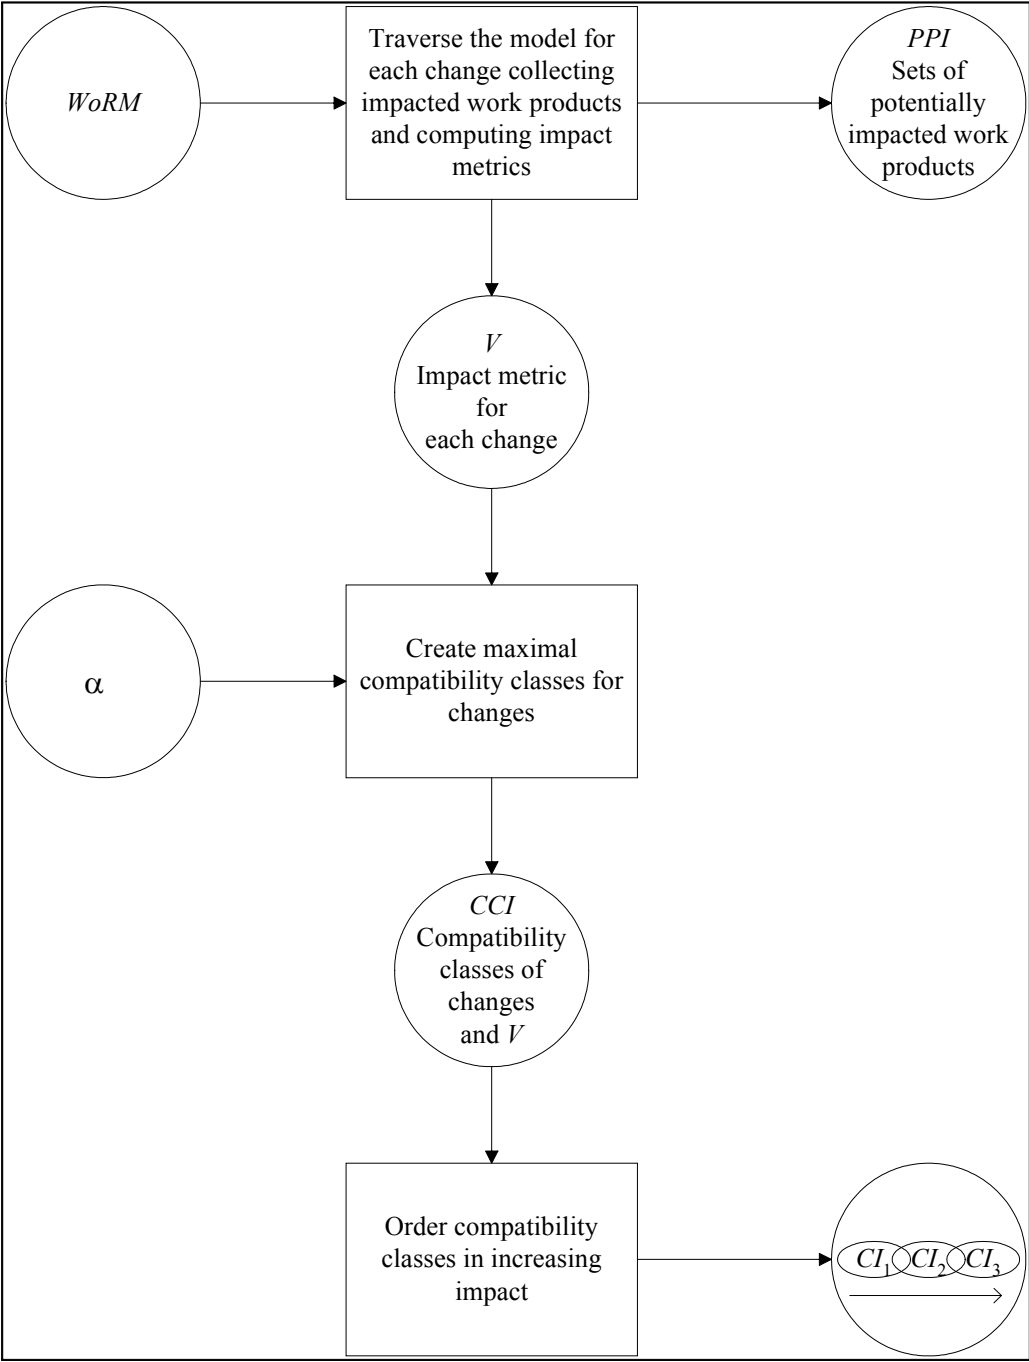 WoRM
Traverse the model for
each change collecting
impacted work products
and computing impact
metrics
PPI
Sets of
potentially
impacted work
products
V
Impact metric
for
each change
α
Create maximal
compatibility classes for
changes
CCI
Compatibility
classes of
changes
and V
Order compatibility
classes in increasing
impact
CI1 CI2 CI3